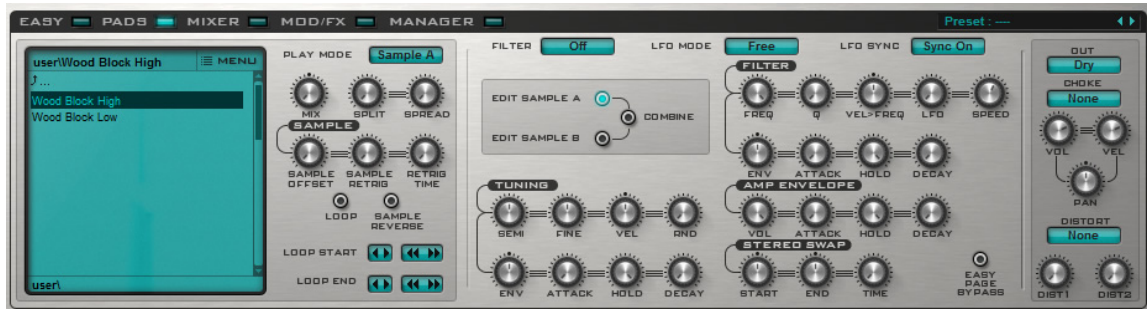 EASY PADS MIXER MOD/FX MANAGER Preset : ----
user\Wood Block High MENU
...
Wood Block High
Wood Block Low
user\
PLAY MODE Sample A
MIX SPLIT SPREAD
SAMPLE
SAMPLE OFFSET SAMPLE RETRIG RETRIG TIME
LOOP SAMPLE REVERSE
LOOP START
LOOP END
FILTER Off LFO MODE Free LFO SYNC Sync On
EDIT SAMPLE A
COMBINE
EDIT SAMPLE B
TUNING
SEMI FINE VEL RND
ENV ATTACK HOLD DECAY
FILTER
FREQ Q VEL>FREQ LFO SPEED
ENV ATTACK HOLD DECAY
AMP ENVELOPE
VOL ATTACK HOLD DECAY
STEREO SWAP
START END TIME
EASY PAGE BYPASS
OUT
Dry
CHOKE
None
VOL VEL
PAN
DISTORT
None
DIST1 DIST2